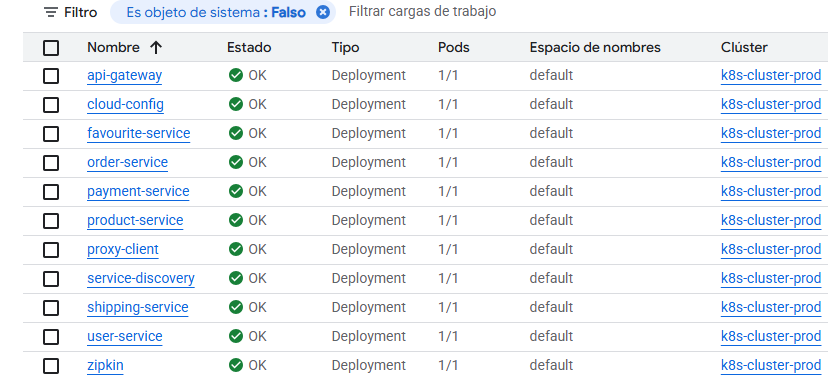 Filtro Es objeto de sistema : Falso Filtrar cargas de trabajo
Nombre Estado Tipo Pods Espacio de nombres Clúster
api-gateway OK Deployment 1/1 default k8s-cluster-prod
cloud-config OK Deployment 1/1 default k8s-cluster-prod
favourite-service OK Deployment 1/1 default k8s-cluster-prod
order-service OK Deployment 1/1 default k8s-cluster-prod
payment-service OK Deployment 1/1 default k8s-cluster-prod
product-service OK Deployment 1/1 default k8s-cluster-prod
proxy-client OK Deployment 1/1 default k8s-cluster-prod
service-discovery OK Deployment 1/1 default k8s-cluster-prod
shipping-service OK Deployment 1/1 default k8s-cluster-prod
user-service OK Deployment 1/1 default k8s-cluster-prod
zipkin OK Deployment 1/1 default k8s-cluster-prod